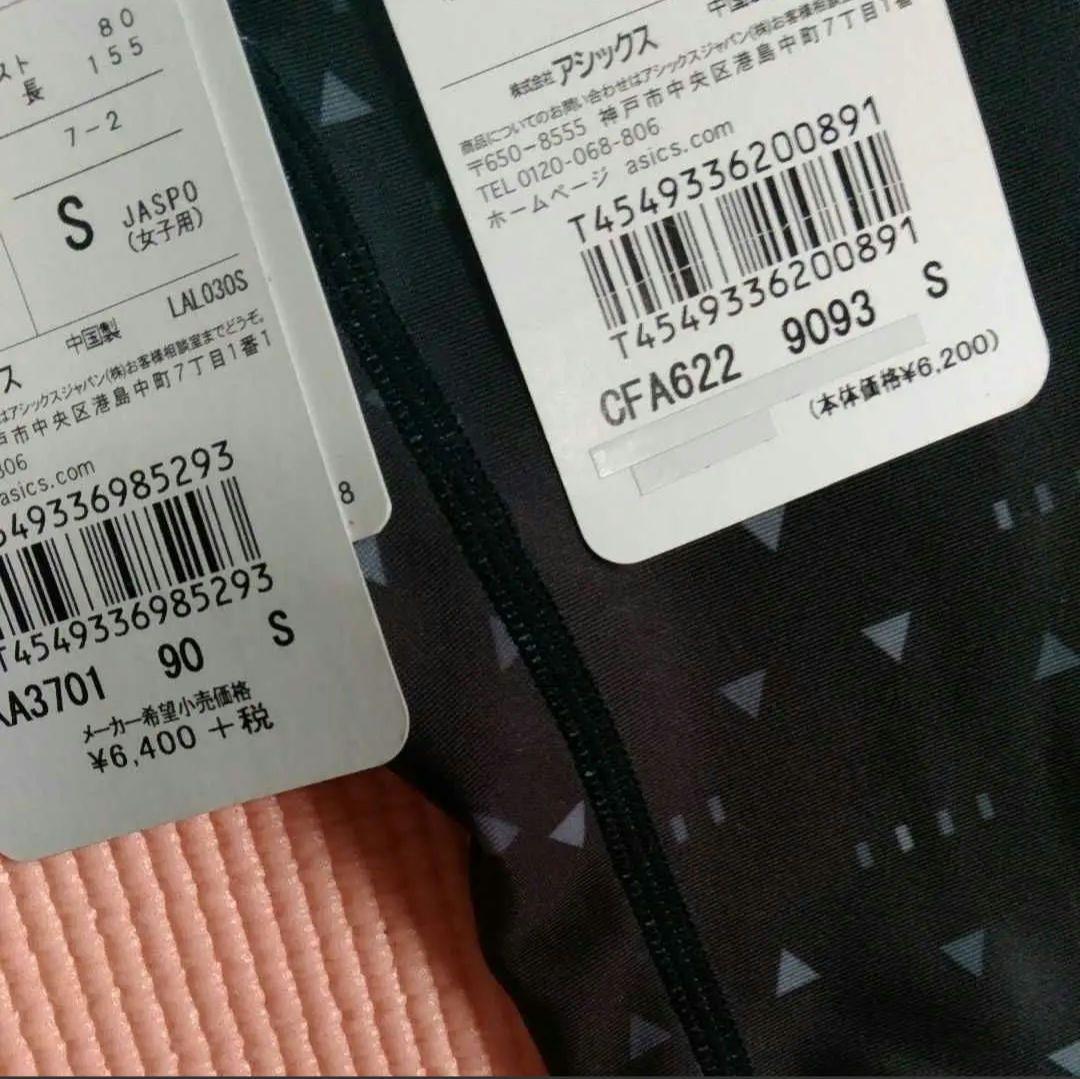 スト 80
長 155
7-2
S JASPO
(女子用)
LAL030S
中国製
ス
はアシックスジャパン(株)お客様相談室までどうぞ。
戸市中央区港島中町7丁目1番1
806
asics.com
549336985293
T4549336985293
A3701 90 S
メーカー希望小売価格
¥6,400 +税
8
中国製
株式会社アシックス
商品についてのお問い合わせはアシックスジャパン(株)お客様相談
〒650-8555 神戸市中央区港島中町7丁目1番
TEL 0120-068-806
ホームページ asics.com
T4549336200891
T4549336200891
CFA622 9093 S
(本体価格¥6,200)